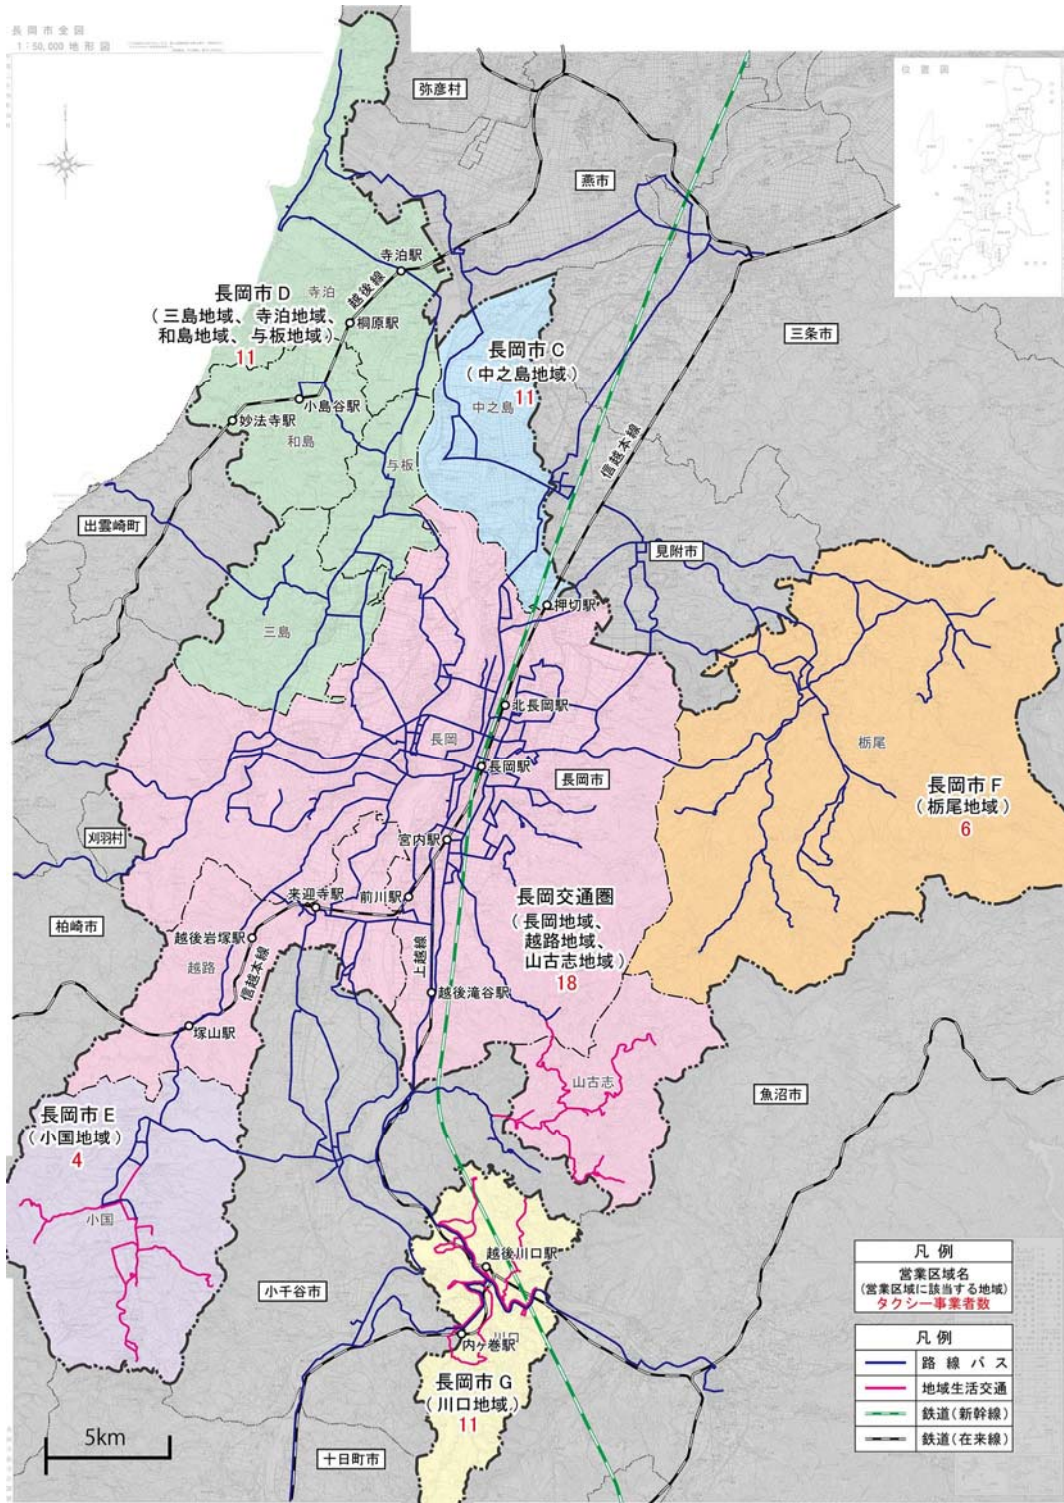 長岡市全図
1：50,000 地形図
位置図
弥彦村
燕市
寺泊駅
長岡市 D
寺泊
越後線
（三島地域、寺泊地域、
和島地域、与板地域）
11
桐原駅
三条市
長岡市 C
（中之島地域）
11
中之島
小島谷駅
妙法寺駅
和島
与板
信越本線
出雲崎町
見附市
押切駅
三島
北長岡駅
長岡
栃尾
長岡駅
長岡市
長岡市 F
（栃尾地域）
6
刈羽村
宮内駅
来迎寺駅
前川駅
長岡交通圏
（長岡地域、
越路地域、
山古志地域）
18
柏崎市
越後岩塚駅
越路
信越本線
上越線
越後滝谷駅
塚山駅
山古志
魚沼市
長岡市 E
（小国地域）
4
小国
越後川口駅
小千谷市
川口
内ヶ巻駅
長岡市 G
（川口地域）
11
5km
十日町市
凡例
営業区域名
(営業区域に該当する地域)
タクシー事業者数
凡例
路線バス
地域生活交通
鉄道(新幹線)
鉄道(在来線)